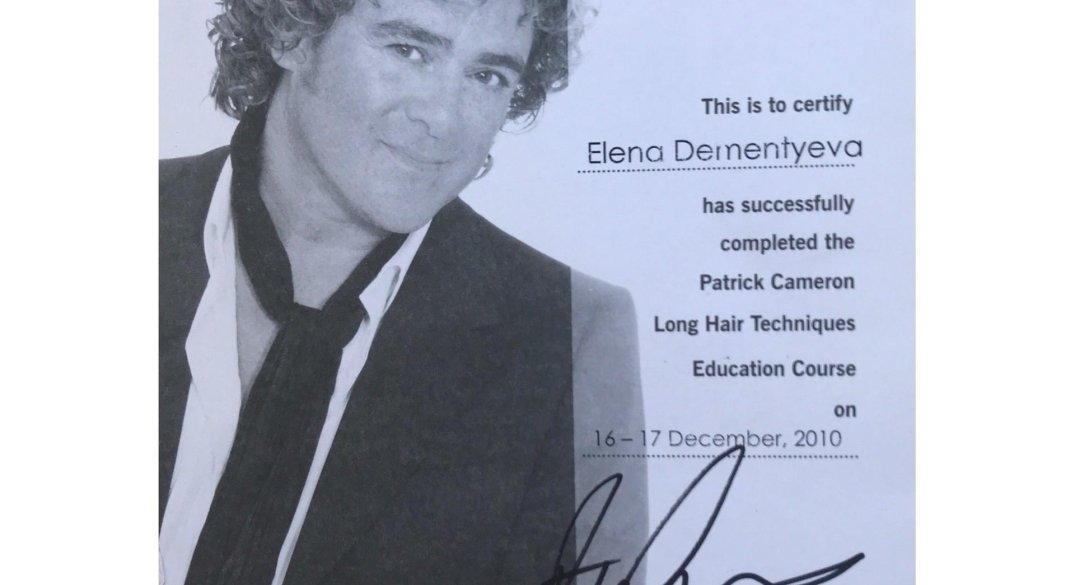 This is to certify
Elena Dementyeva
has successfully
completed the
Patrick Cameron
Long Hair Techniques
Education Course
on
16 – 17 December, 2010